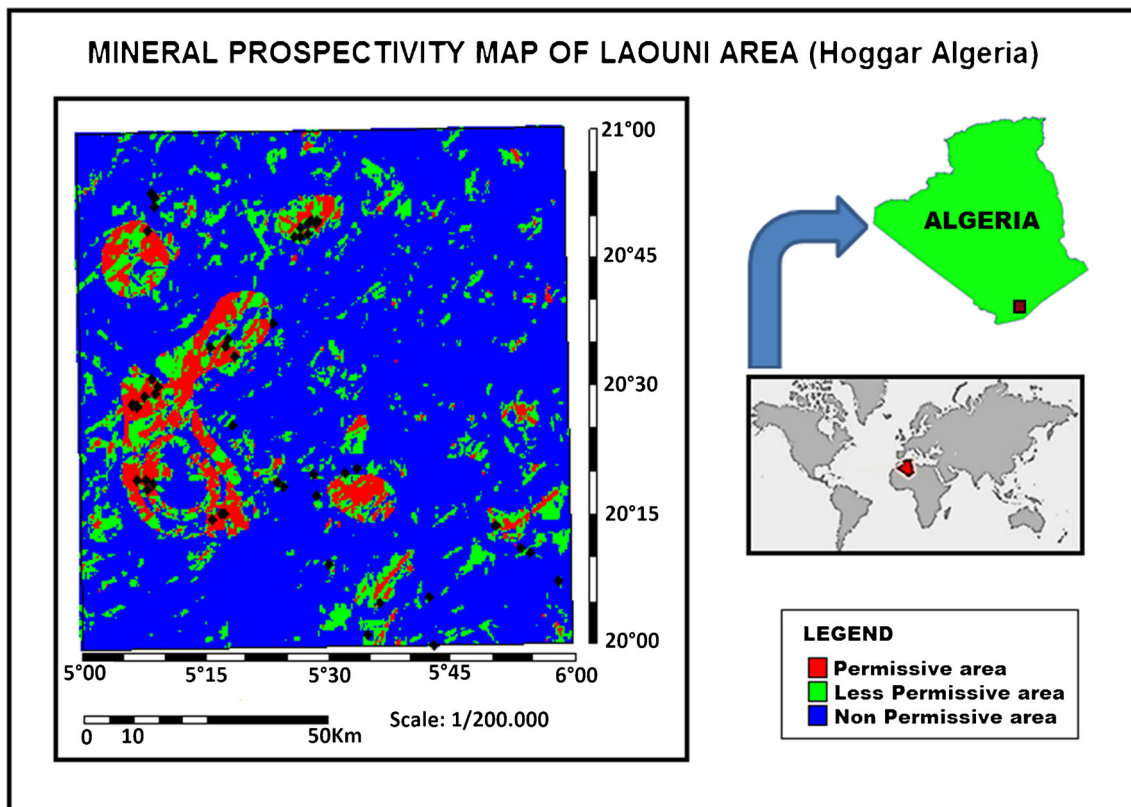 MINERAL PROSPECTIVITY MAP OF LAOUNI AREA (Hoggar Algeria)
21°00
20°45
20°30
20°15
20°00
5°00 5°15 5°30 5°45 6°00
0 10 50Km
Scale: 1/200.000
ALGERIA
LEGEND
Permissive area
Less Permissive area
Non Permissive area